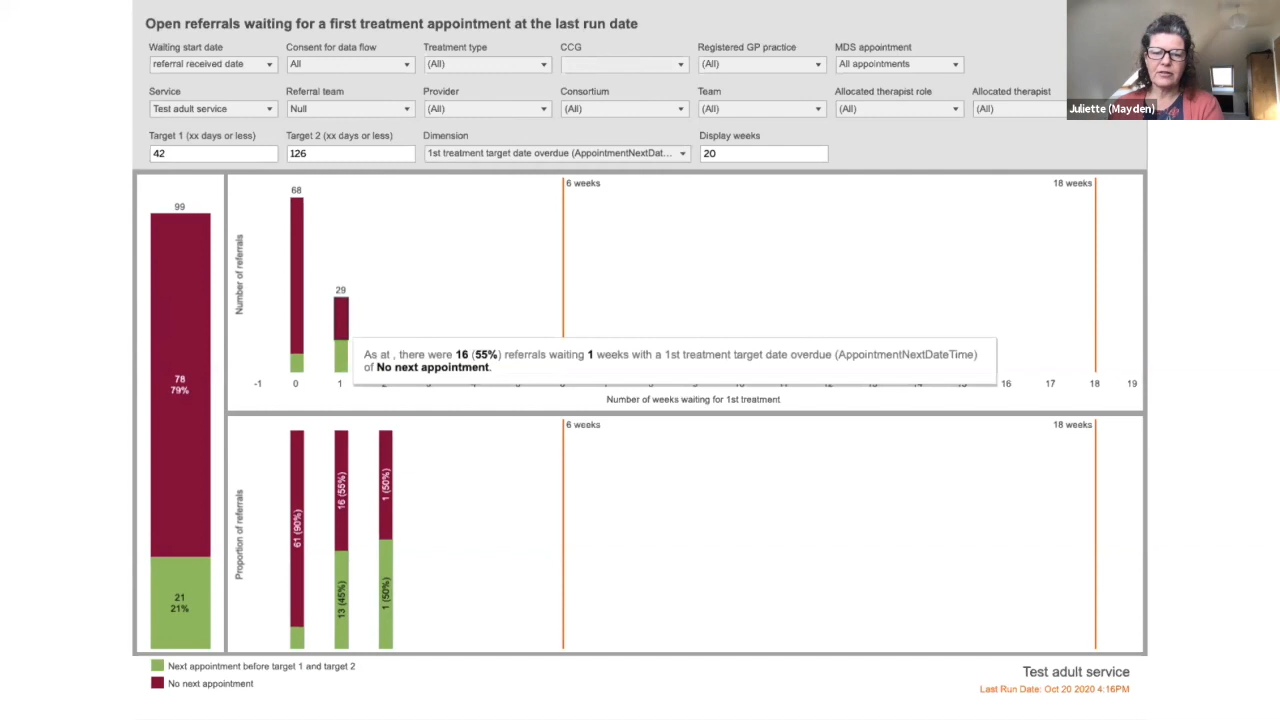 Open referrals waiting for a first treatment appointment at the last run date
Waiting start date
Consent for data flow
Treatment type
CCG
Registered GP practice
MDS appointment
referral received date
All
(All)
(All)
All appointments
Service
Referral team
Provider
Consortium
Team
Allocated therapist role
Allocated therapist
Test adult service
Null
(All)
(All)
(All)
(All)
(All)
Juliette (Mayden)
Target 1 (xx days or less)
Target 2 (xx days or less)
Dimension
Display weeks
42
126
1st treatment target date overdue (AppointmentNextDat...
20
99
78
79%
21
21%
Number of referrals
68
29
6 weeks
18 weeks
As at , there were 16 (55%) referrals waiting 1 weeks with a 1st treatment target date overdue (AppointmentNextDateTime)
of No next appointment.
-1 0 1 16 17 18 19
Number of weeks waiting for 1st treatment
Proportion of referrals
61 (90%)
16 (55%)
13 (45%)
1 (50%)
1 (50%)
6 weeks
18 weeks
Next appointment before target 1 and target 2
No next appointment
Test adult service
Last Run Date: Oct 20 2020 4:16PM